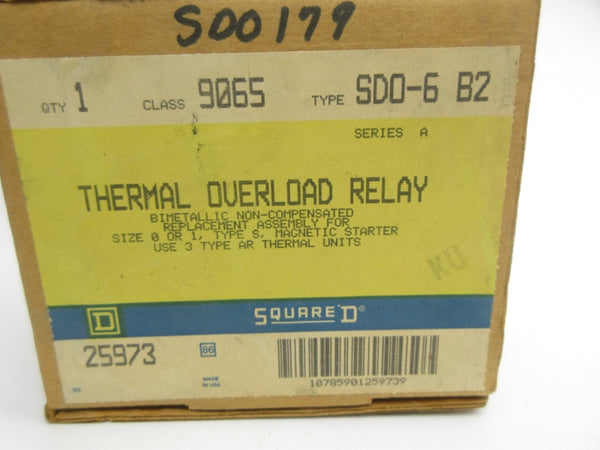 SDO179
QTY 1 CLASS 9065 TYPE SDO-6 B2
SERIES A
THERMAL OVERLOAD RELAY
BIMETALLIC NON-COMPENSATED
REPLACEMENT ASSEMBLY FOR
SIZE 0 OR 1, TYPE S, MAGNETIC STARTER
USE 3 TYPE AR THERMAL UNITS
KU
D SQUARE D®
25973 86
MADE
IN USA
10785901259739